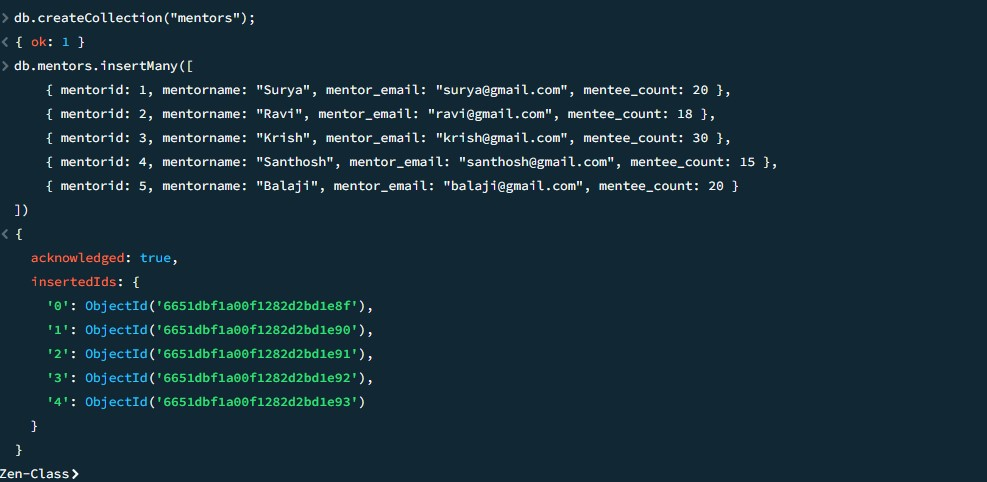 > db.createCollection("mentors");
< { ok: 1 }
> db.mentors.insertMany([
    { mentorid: 1, mentorname: "Surya", mentor_email: "surya@gmail.com", mentee_count: 20 },
    { mentorid: 2, mentorname: "Ravi", mentor_email: "ravi@gmail.com", mentee_count: 18 },
    { mentorid: 3, mentorname: "Krish", mentor_email: "krish@gmail.com", mentee_count: 30 },
    { mentorid: 4, mentorname: "Santhosh", mentor_email: "santhosh@gmail.com", mentee_count: 15 },
    { mentorid: 5, mentorname: "Balaji", mentor_email: "balaji@gmail.com", mentee_count: 20 }
])
< {
  acknowledged: true,
  insertedIds: {
    '0': ObjectId('6651dbf1a00f1282d2bd1e8f'),
    '1': ObjectId('6651dbf1a00f1282d2bd1e90'),
    '2': ObjectId('6651dbf1a00f1282d2bd1e91'),
    '3': ObjectId('6651dbf1a00f1282d2bd1e92'),
    '4': ObjectId('6651dbf1a00f1282d2bd1e93')
  }
}
Zen-Class>